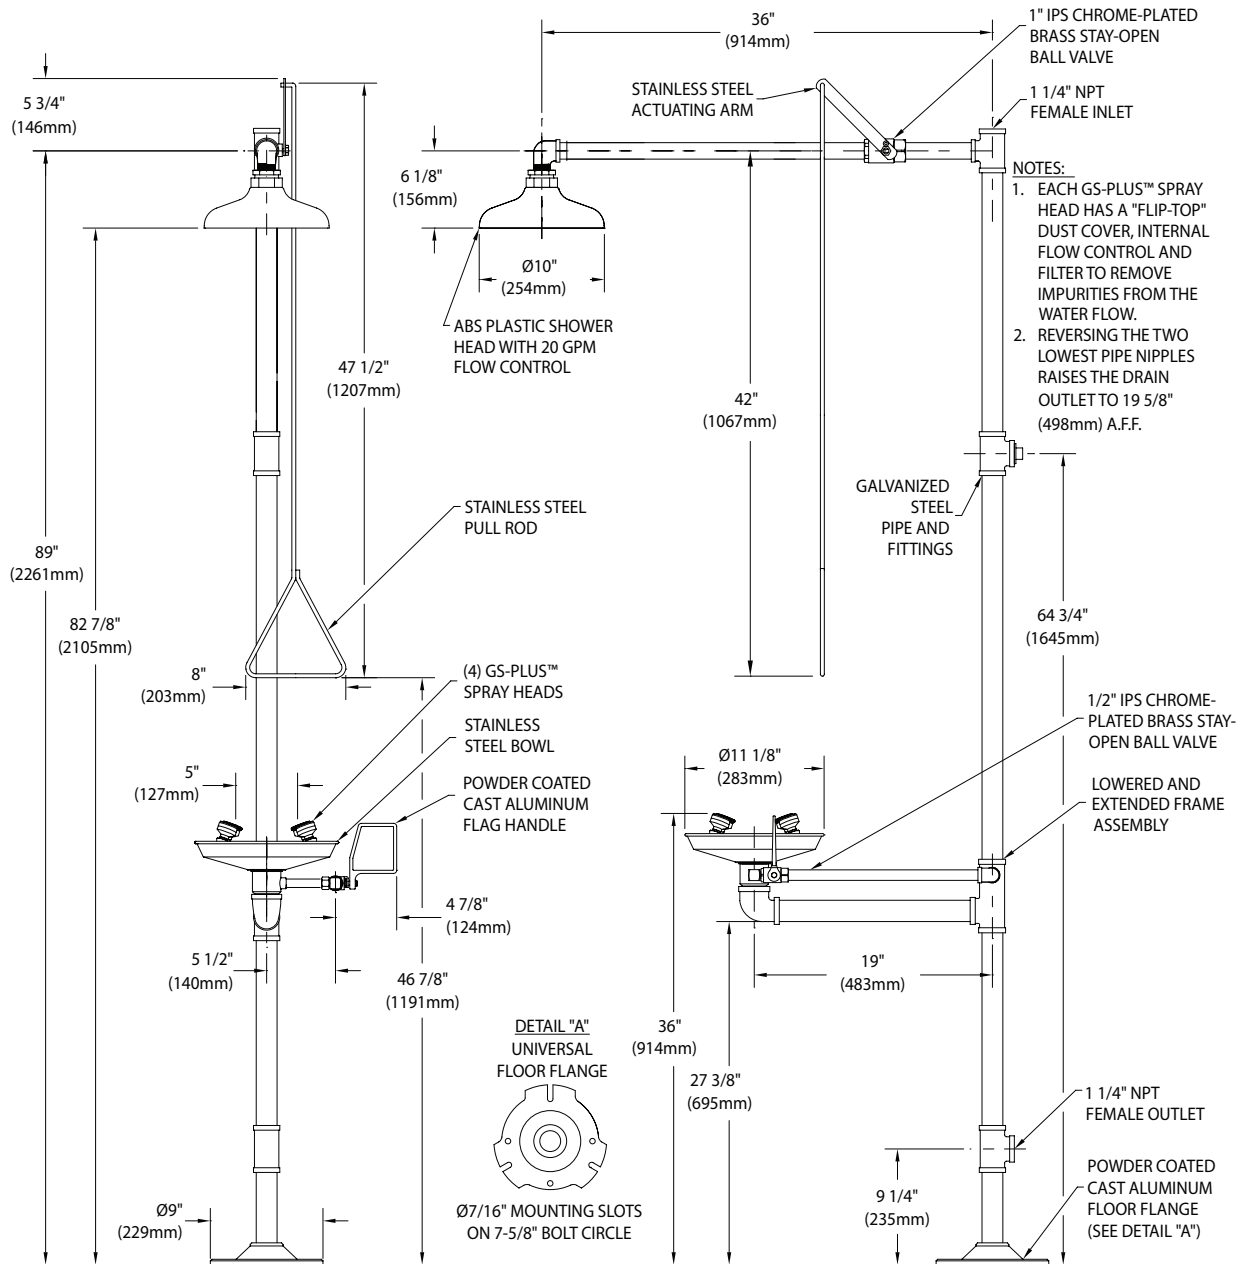 36"
(914mm)
1" IPS CHROME-PLATED
BRASS STAY-OPEN
BALL VALVE
5 3/4"
(146mm)
STAINLESS STEEL
ACTUATING ARM
1 1/4" NPT
FEMALE INLET
6 1/8"
(156mm)
NOTES:
1. EACH GS-PLUS™ SPRAY
HEAD HAS A "FLIP-TOP"
DUST COVER, INTERNAL
FLOW CONTROL AND
FILTER TO REMOVE
IMPURITIES FROM THE
WATER FLOW.
2. REVERSING THE TWO
LOWEST PIPE NIPPLES
RAISES THE DRAIN
OUTLET TO 19 5/8"
(498mm) A.F.F.
Ø10"
(254mm)
ABS PLASTIC SHOWER
HEAD WITH 20 GPM
FLOW CONTROL
47 1/2"
(1207mm)
42"
(1067mm)
GALVANIZED
STEEL
PIPE AND
FITTINGS
STAINLESS STEEL
PULL ROD
89"
(2261mm)
82 7/8"
(2105mm)
64 3/4"
(1645mm)
8"
(203mm)
(4) GS-PLUS™
SPRAY HEADS
STAINLESS
STEEL BOWL
1/2" IPS CHROME-
PLATED BRASS STAY-
OPEN BALL VALVE
5"
(127mm)
POWDER COATED
CAST ALUMINUM
FLAG HANDLE
Ø11 1/8"
(283mm)
LOWERED AND
EXTENDED FRAME
ASSEMBLY
4 7/8"
(124mm)
5 1/2"
(140mm)
46 7/8"
(1191mm)
19"
(483mm)
36"
(914mm)
27 3/8"
(695mm)
DETAIL "A"
UNIVERSAL
FLOOR FLANGE
Ø7/16" MOUNTING SLOTS
ON 7-5/8" BOLT CIRCLE
1 1/4" NPT
FEMALE OUTLET
Ø9"
(229mm)
9 1/4"
(235mm)
POWDER COATED
CAST ALUMINUM
FLOOR FLANGE
(SEE DETAIL "A")